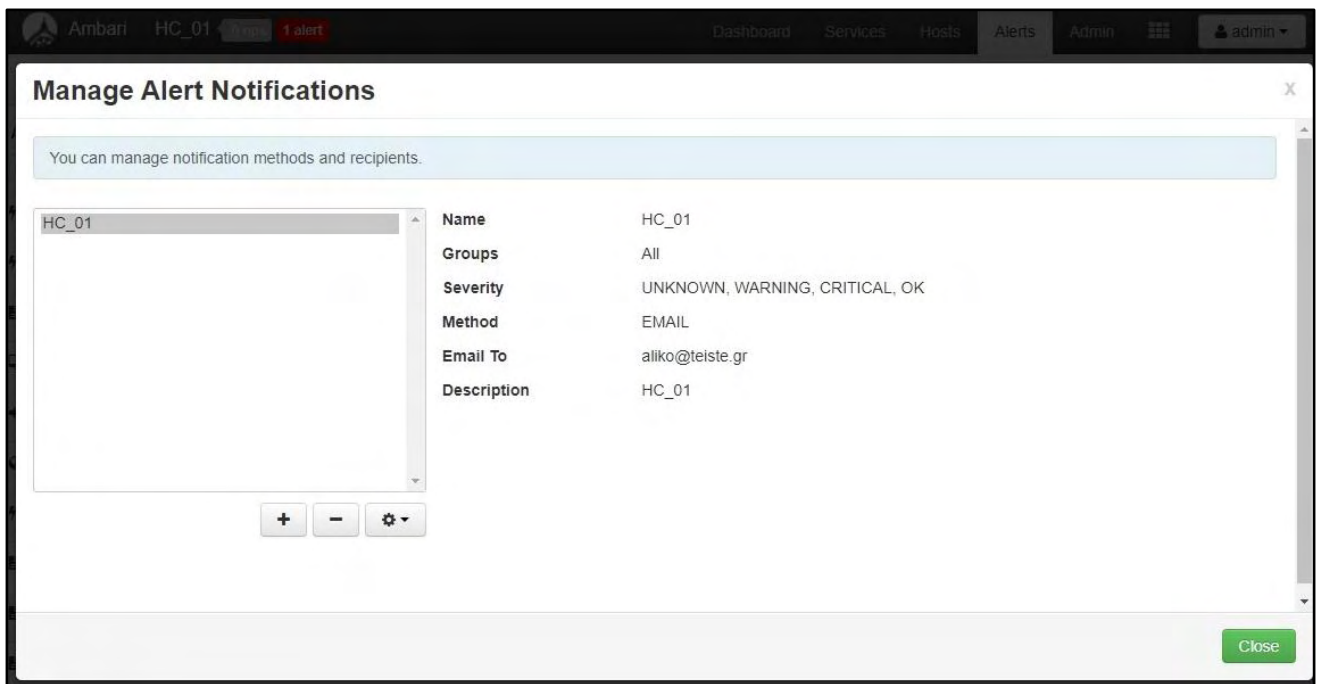 Ambari HC_01 0 ops 1 alert Dashboard Services Hosts Alerts Admin admin
Manage Alert Notifications X
You can manage notification methods and recipients.
HC_01
Name HC_01
Groups All
Severity UNKNOWN, WARNING, CRITICAL, OK
Method EMAIL
Email To aliko@teiste.gr
Description HC_01
Close